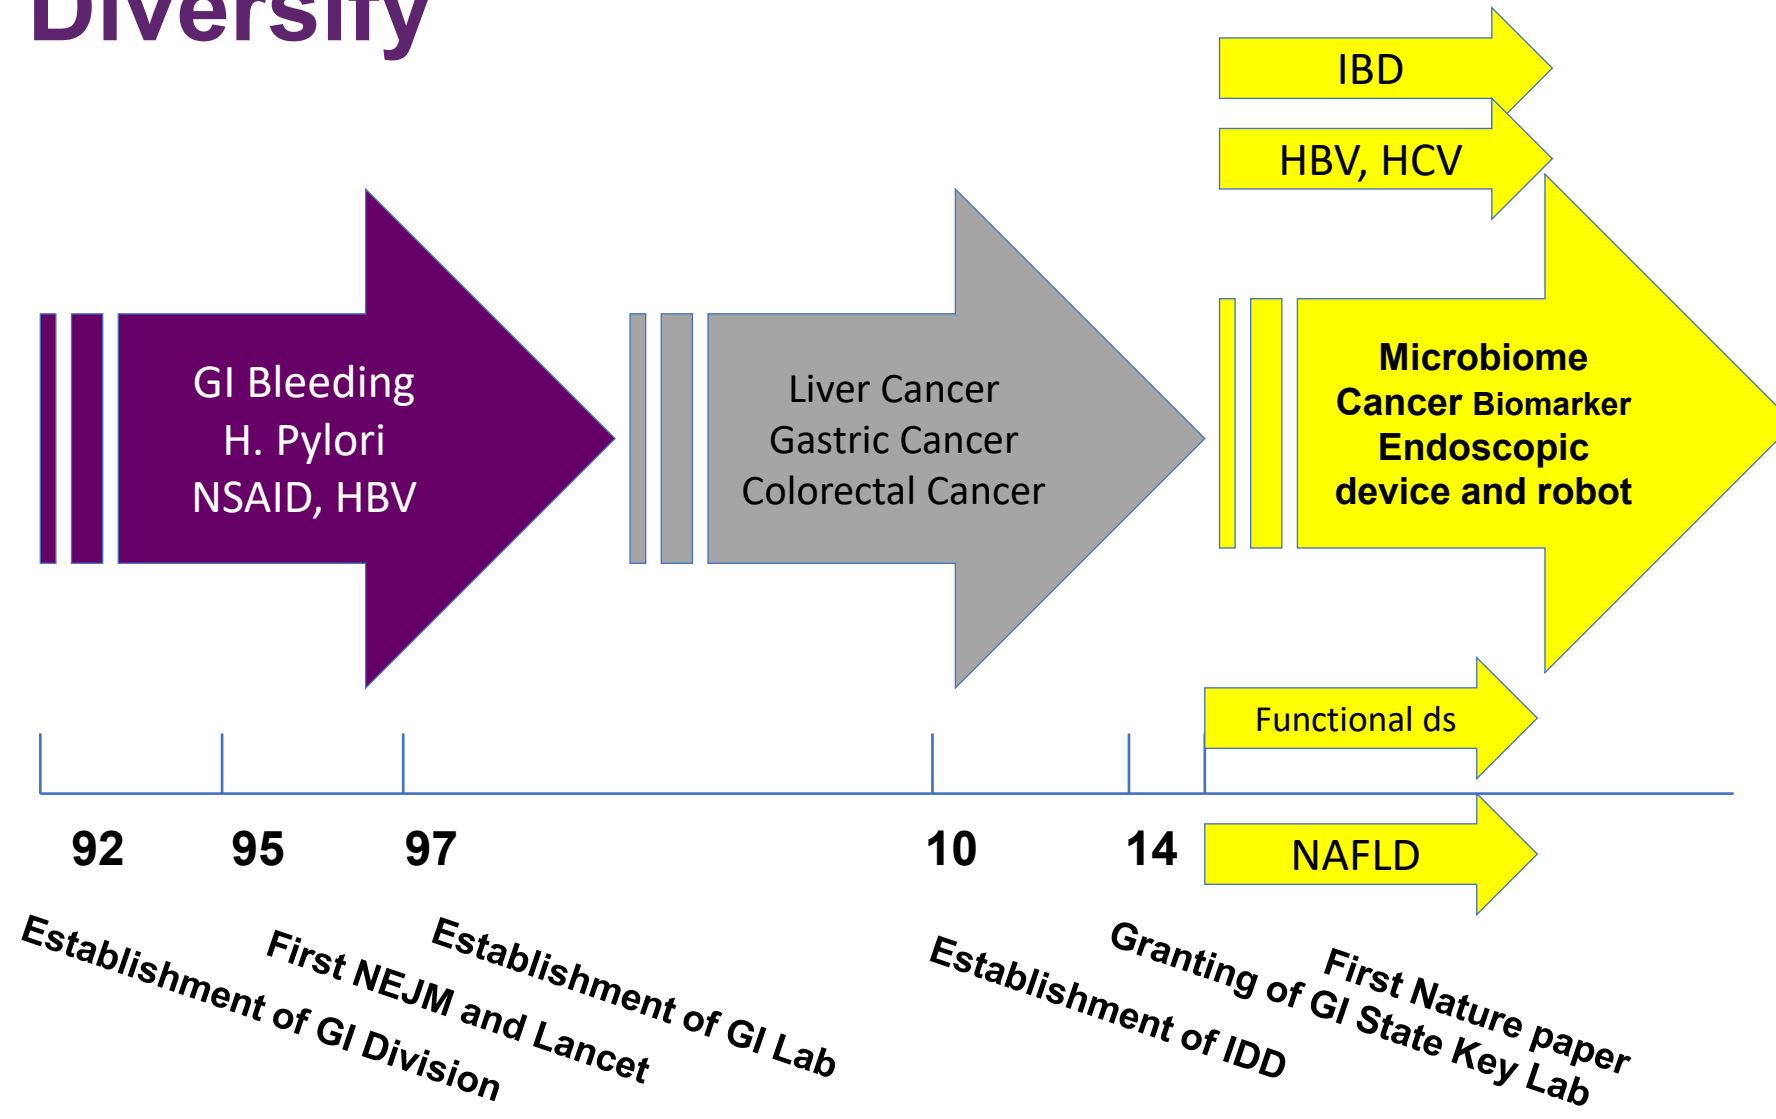 Diversify
IBD
HBV, HCV
GI Bleeding
H. Pylori
NSAID, HBV
Liver Cancer
Gastric Cancer
Colorectal Cancer
Microbiome
Cancer Biomarker
Endoscopic
device and robot
Functional ds
NAFLD
92
95
97
10
14
Establishment of GI Division
First NEJM and Lancet
Establishment of GI Lab
Establishment of IDD
Granting of GI State Key Lab
First Nature paper